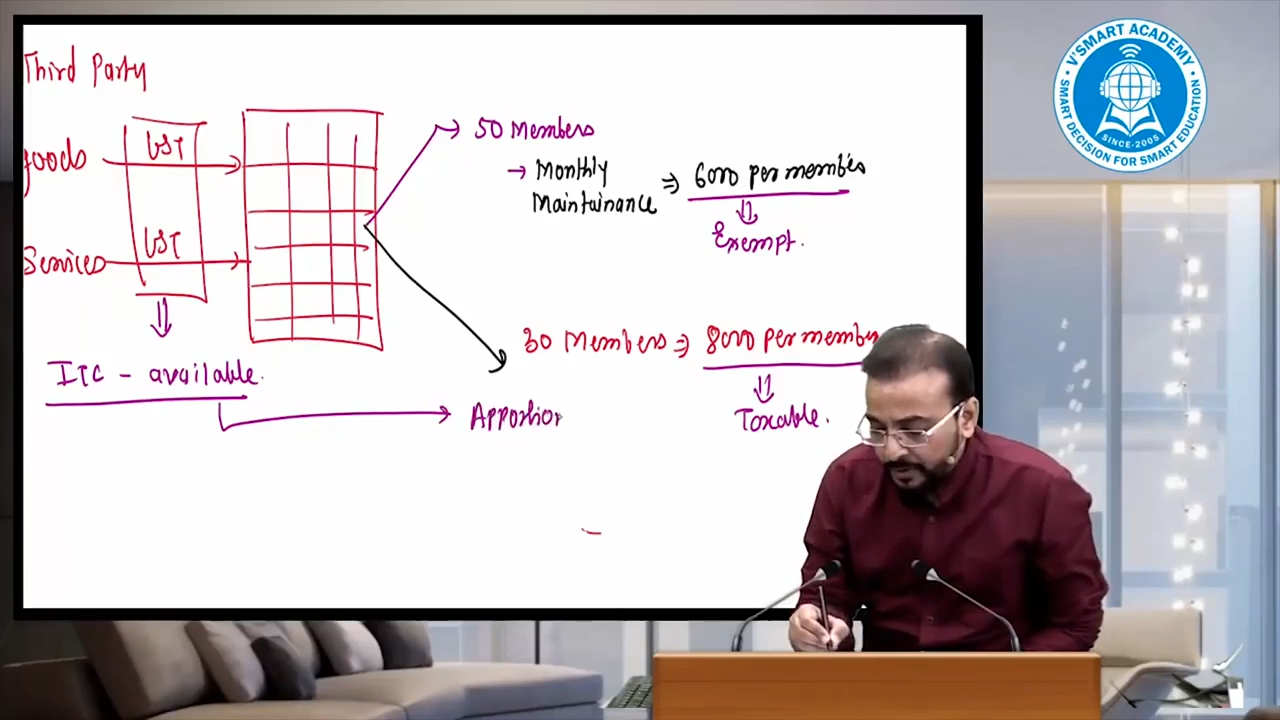 Third Party
Goods GST
Services GST
ITC - available.
50 Members
→ Monthly Maintainance ⇒ 6000 per member
Exempt.
30 Members ⇒ 8000 per member
Taxable.
Apportion
V'SMART ACADEMY
SMART DECISION FOR SMART EDUCATION
SINCE-2005